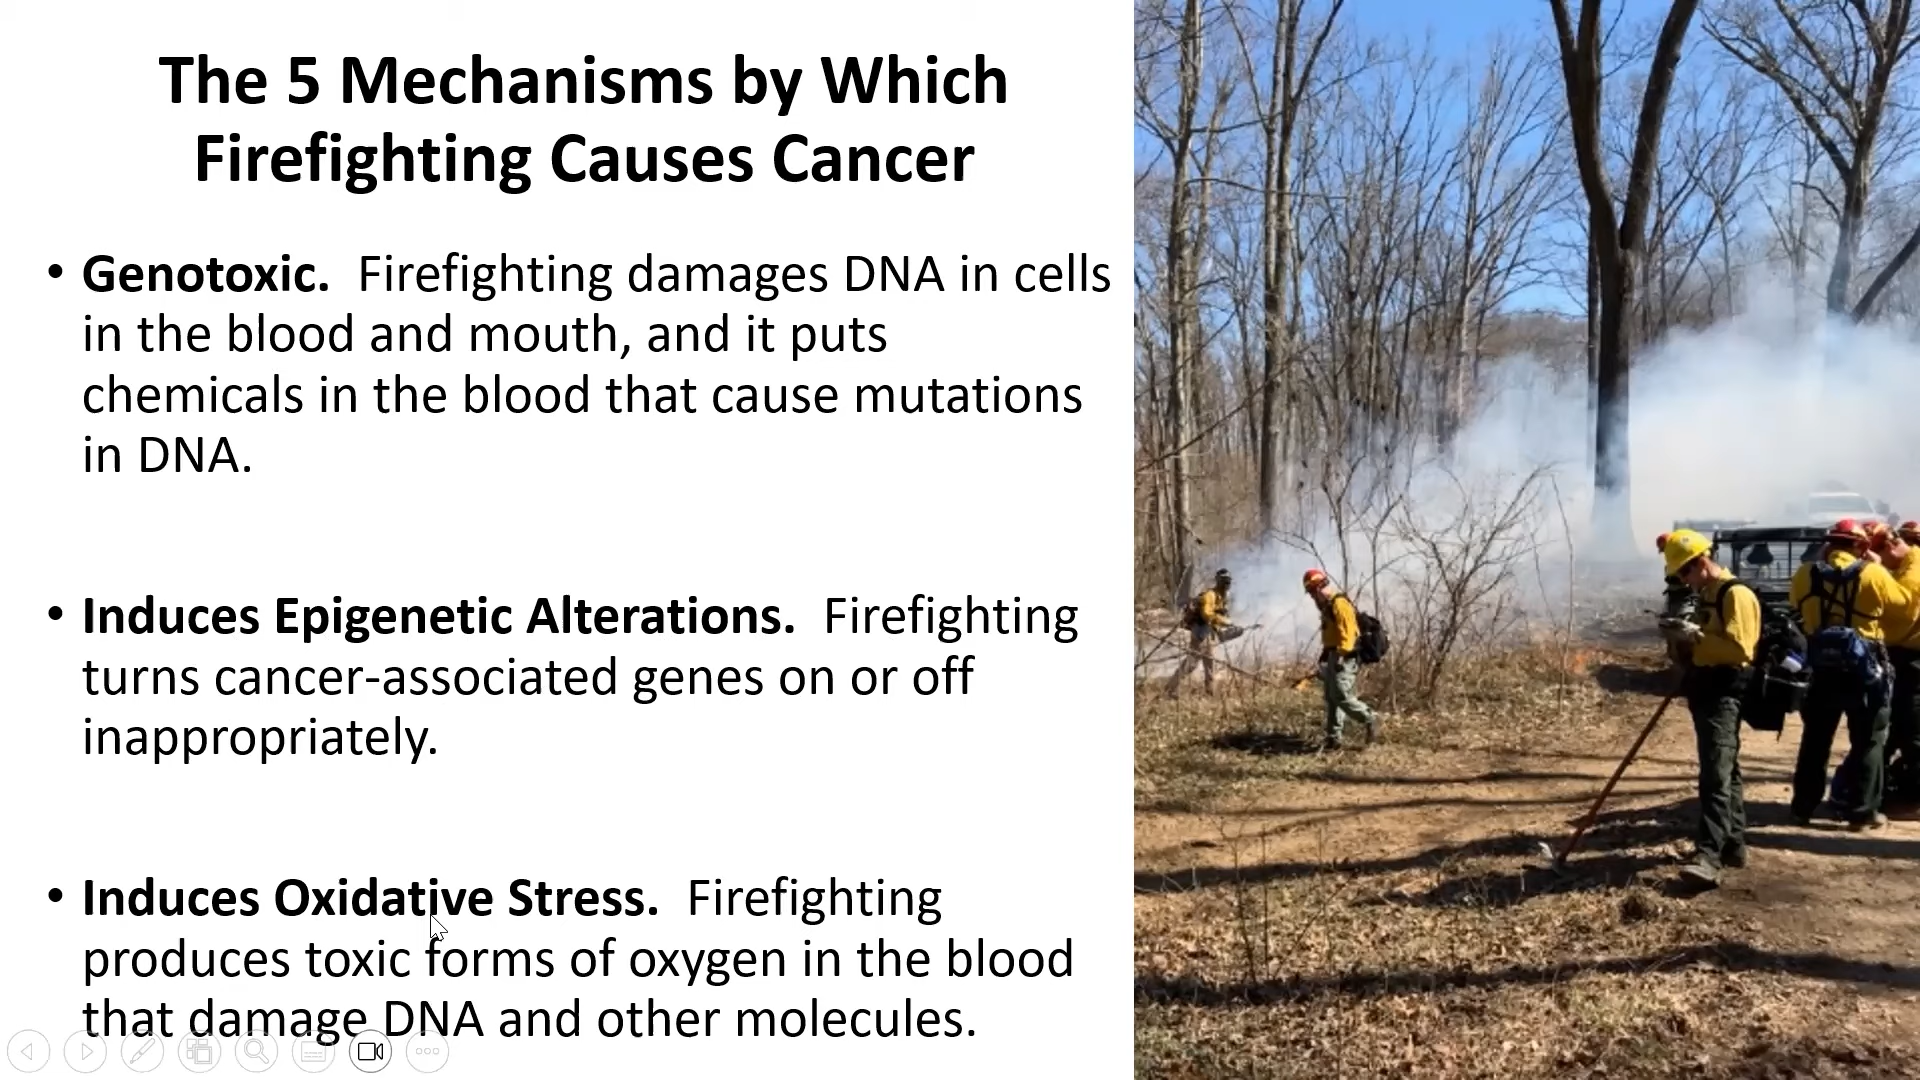 The 5 Mechanisms by Which
Firefighting Causes Cancer
• Genotoxic.  Firefighting damages DNA in cells
in the blood and mouth, and it puts
chemicals in the blood that cause mutations
in DNA.
• Induces Epigenetic Alterations.  Firefighting
turns cancer-associated genes on or off
inappropriately.
• Induces Oxidative Stress.  Firefighting
produces toxic forms of oxygen in the blood
that damage DNA and other molecules.